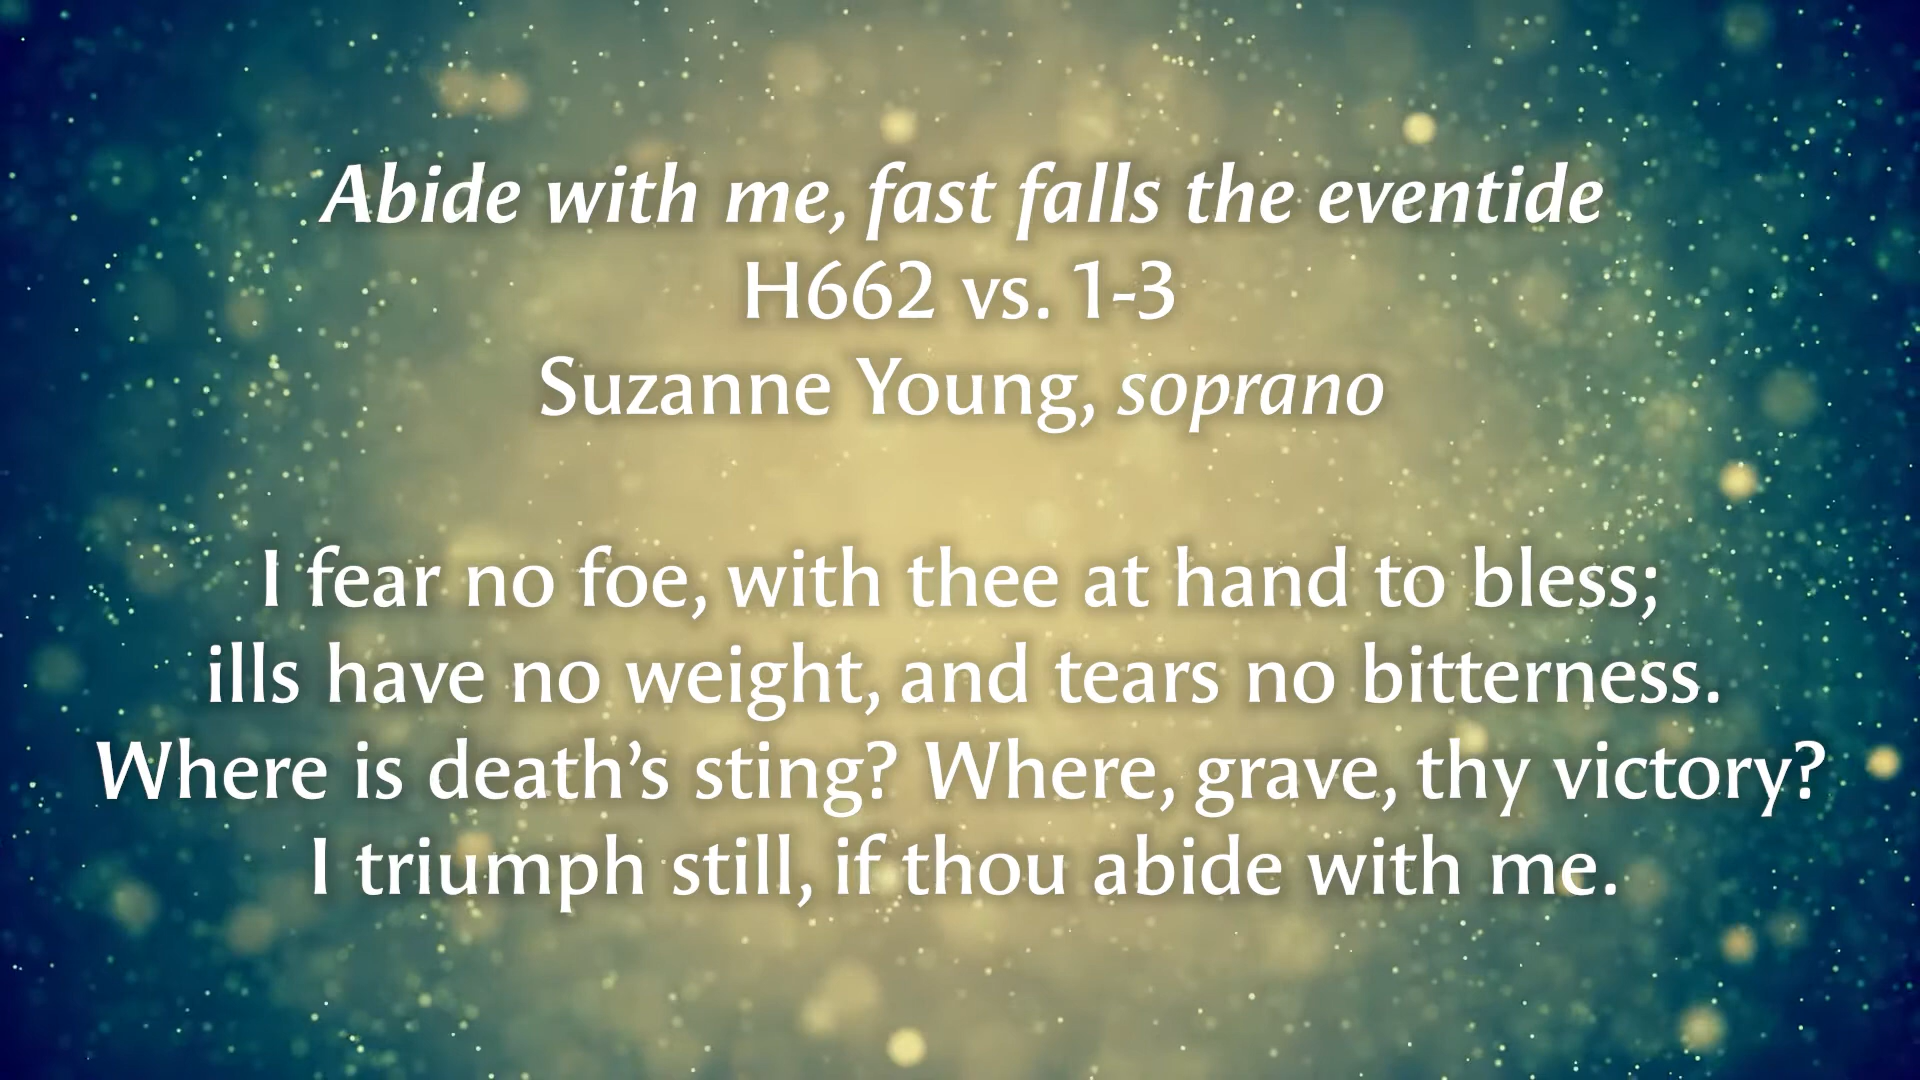 Abide with me, fast falls the eventide
H662 vs. 1-3
Suzanne Young, soprano
I fear no foe, with thee at hand to bless;
ills have no weight, and tears no bitterness.
Where is death’s sting? Where, grave, thy victory?
I triumph still, if thou abide with me.